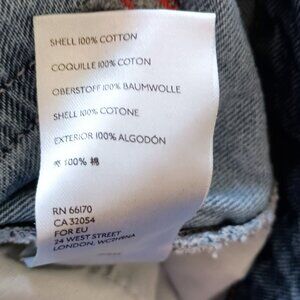 SHELL 100% COTTON
COQUILLE 100% COTON
OBERSTOFF 100% BAUMWOLLE
SHELL 100% COTONE
EXTERIOR 100% ALGODÓN
100% 棉
RN 66170
CA 32054
FOR EU
24 WEST STREET
LONDON,